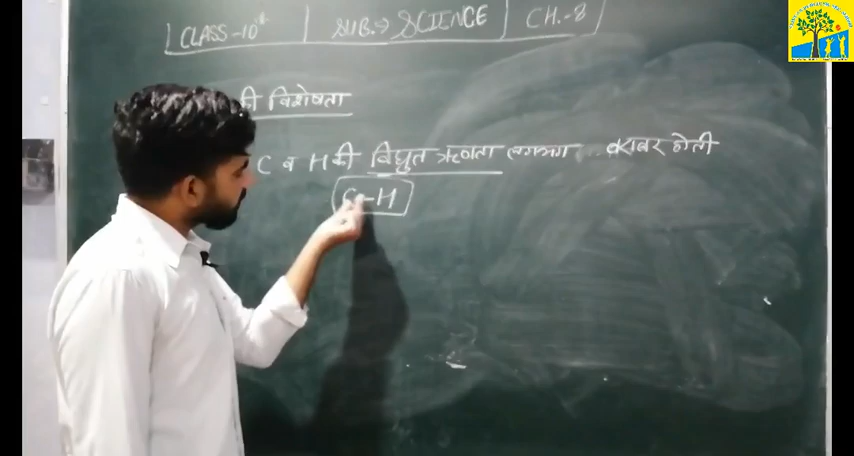 CLASS-10th SUB.→ SCIENCE CH.-8
की विशेषता
C व H की विद्युत ऋणता लगभग बराबर होती
C-H